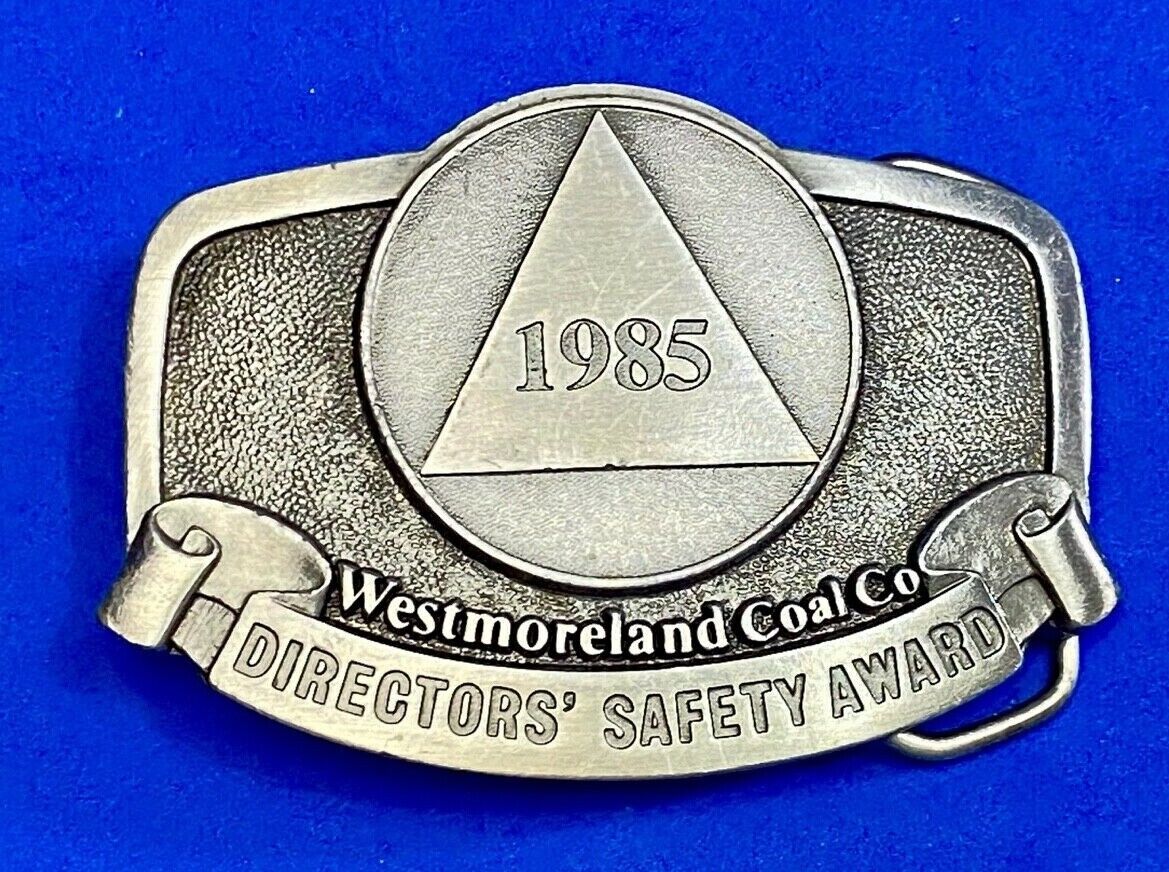 1985
Westmoreland Coal Co
DIRECTORS' SAFETY AWARD